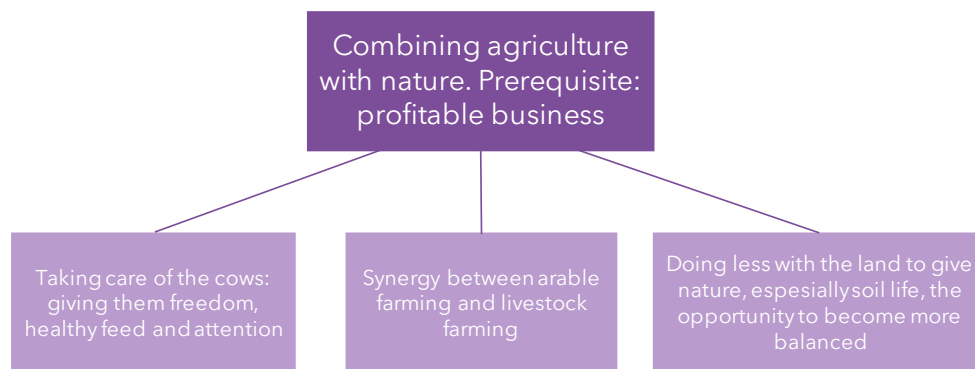 Combining agriculture
with nature. Prerequisite:
profitable business
Taking care of the cows:
giving them freedom,
healthy feed and attention
Synergy between arable
farming and livestock
farming
Doing less with the land to give
nature, espesially soil life, the
opportunity to become more
balanced